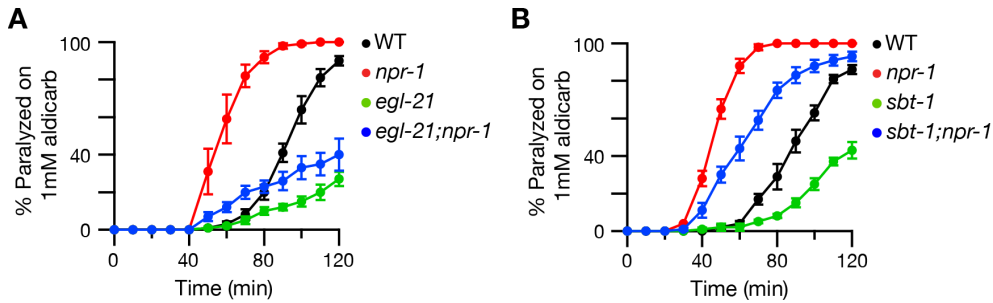 A
% Paralyzed on
1mM aldicarb
100
40
0
0
40
80
120
Time (min)
WT
npr-1
egl-21
egl-21;npr-1
B
% Paralyzed on
1mM aldicarb
100
40
0
0
40
80
120
Time (min)
WT
npr-1
sbt-1
sbt-1;npr-1